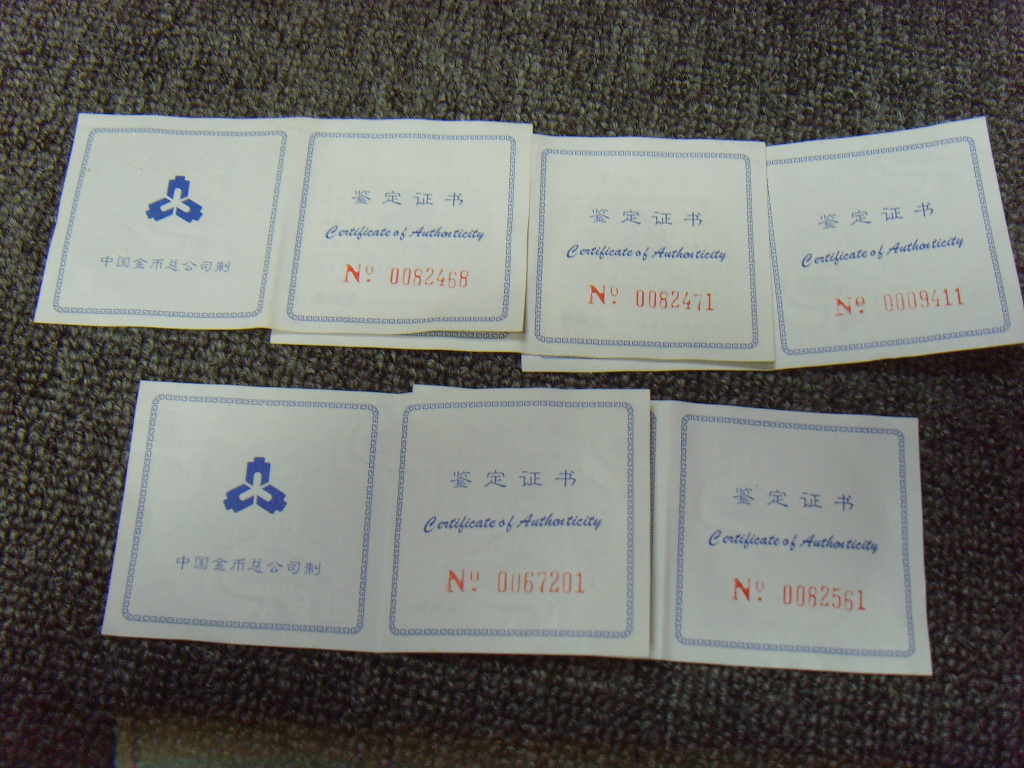 中国金币总公司制
鉴定证书
Certificate of Authenticity
Nº 0082468
鉴定证书
Certificate of Authenticity
Nº 0082471
鉴定证书
Certificate of Authenticity
Nº 0009411
中国金币总公司制
鉴定证书
Certificate of Authenticity
Nº 0067201
鉴定证书
Certificate of Authenticity
Nº 0082561